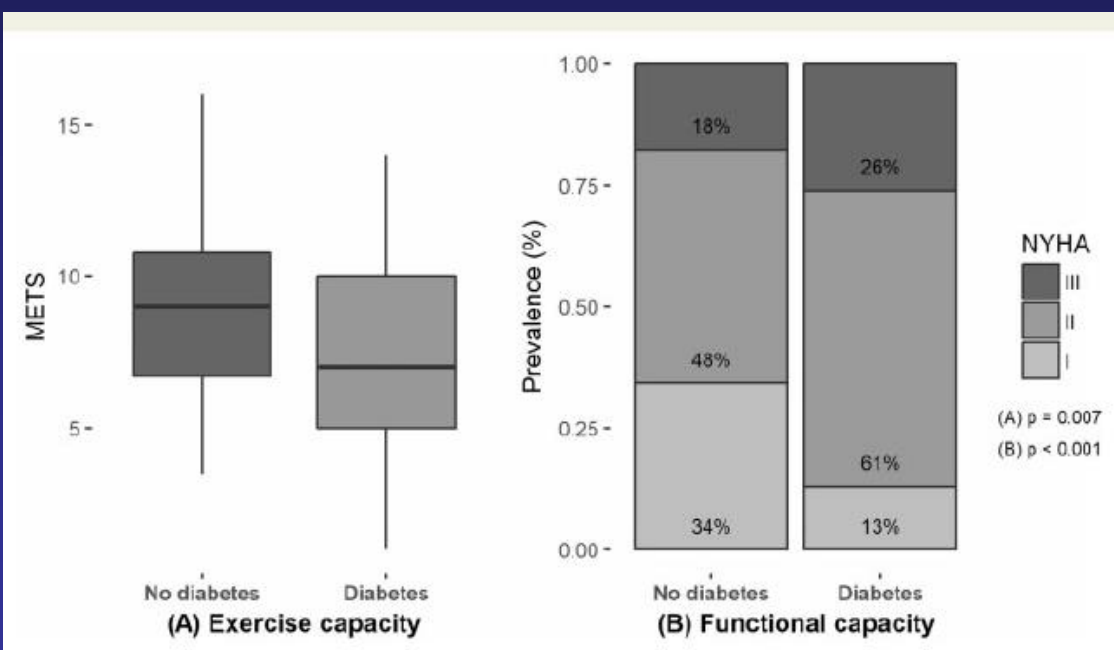 15-
10-
5-
METS
No diabetes
Diabetes
(A) Exercise capacity
1.00-
0.75-
0.50-
0.25-
0.00-
Prevalence (%)
18%
48%
34%
26%
61%
13%
No diabetes
Diabetes
(B) Functional capacity
NYHA
III
II
I
(A) p = 0.007
(B) p < 0.001